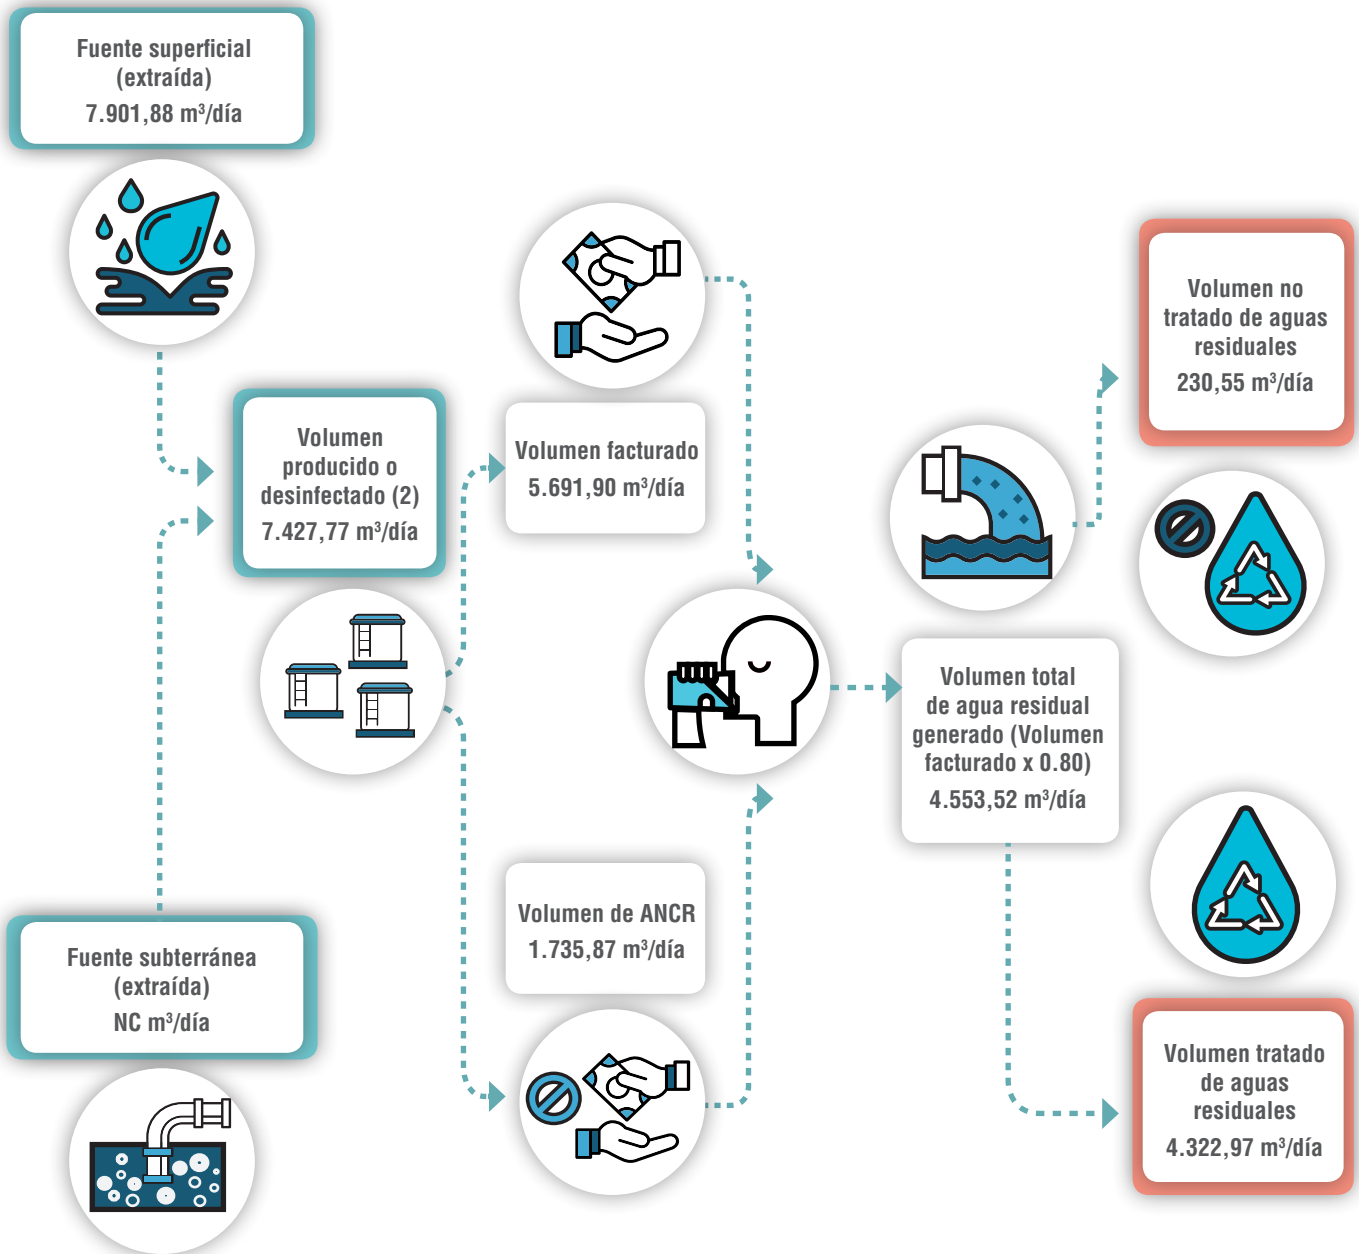 Fuente superficial
(extraída)
7.901,88 m³/día
Volumen
producido o
desinfectado (2)
7.427,77 m³/día
Fuente subterránea
(extraída)
NC m³/día
Volumen facturado
5.691,90 m³/día
Volumen de ANCR
1.735,87 m³/día
Volumen total
de agua residual
generado (Volumen
facturado x 0.80)
4.553,52 m³/día
Volumen no
tratado de aguas
residuales
230,55 m³/día
Volumen tratado
de aguas
residuales
4.322,97 m³/día